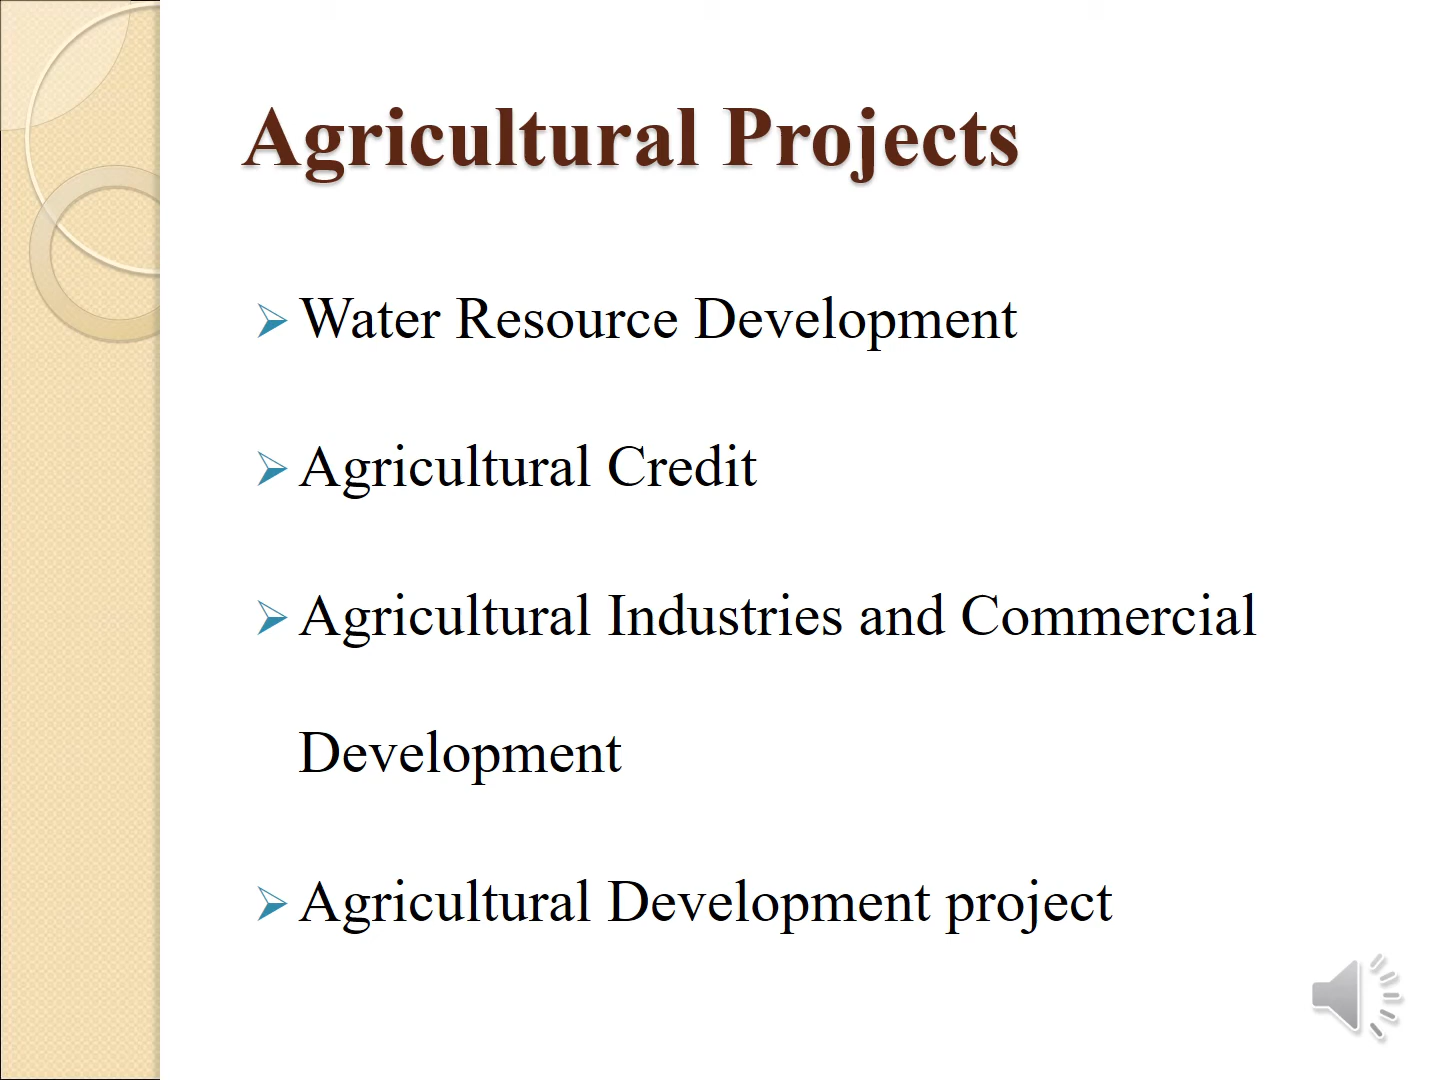 Agricultural Projects
Water Resource Development
Agricultural Credit
Agricultural Industries and Commercial
Development
Agricultural Development project